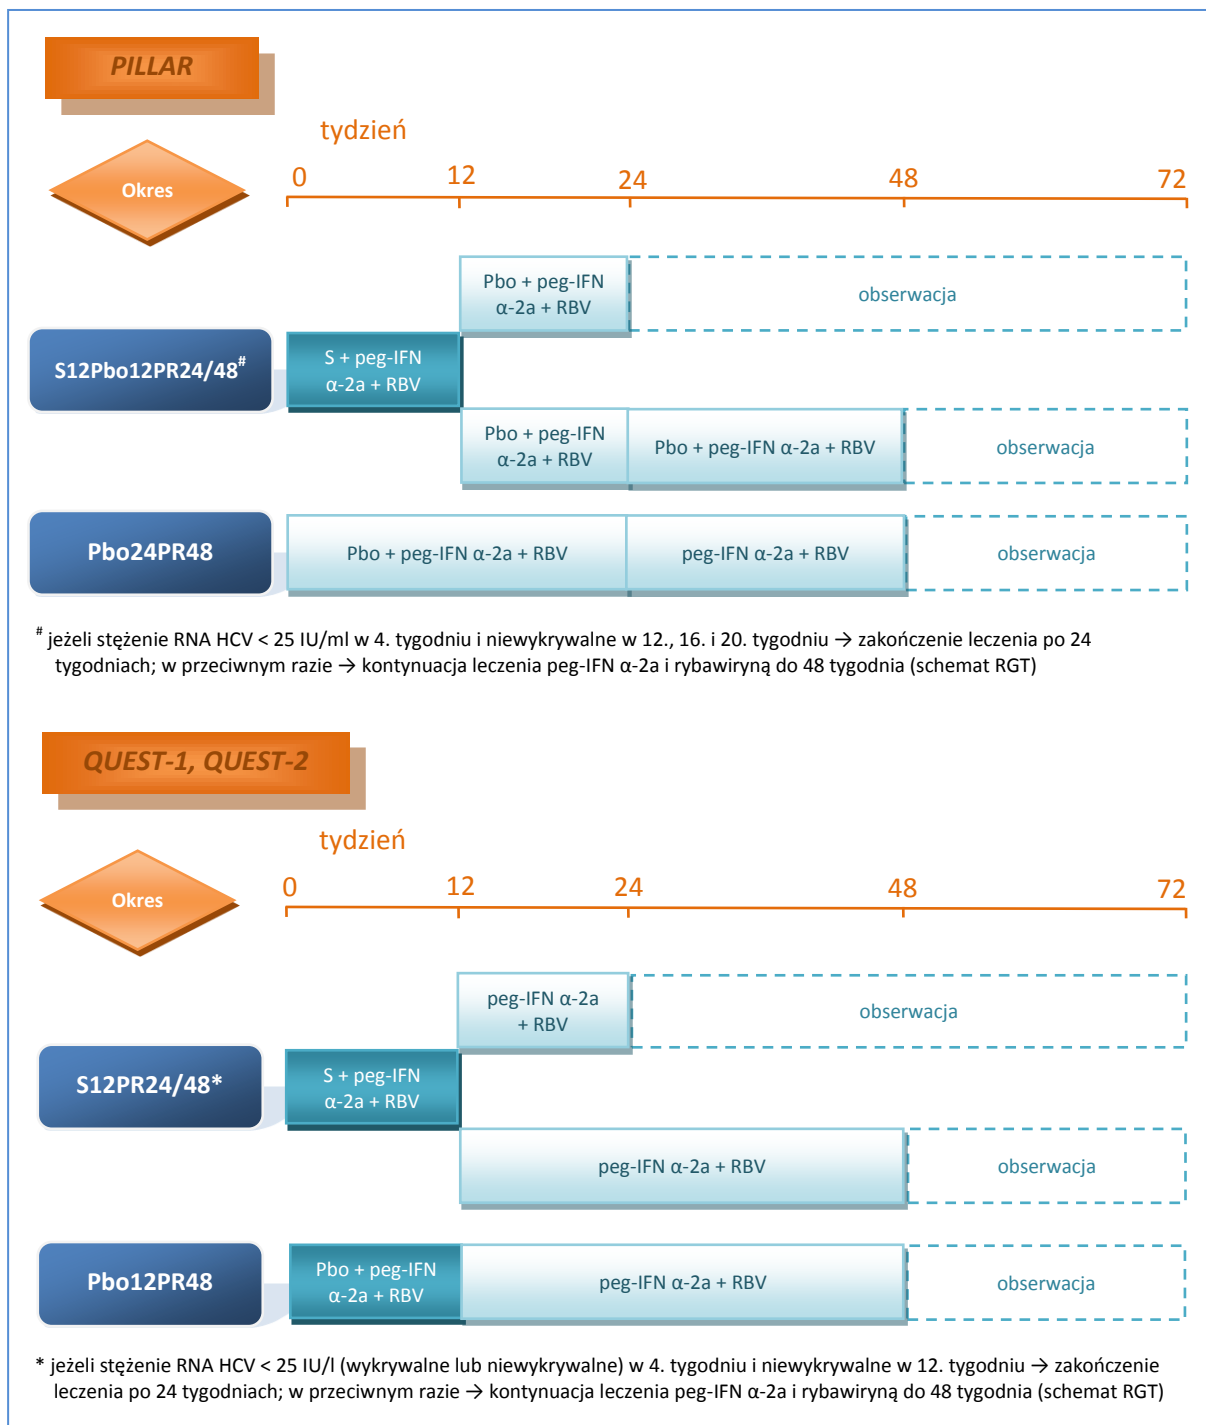 PILLAR
tydzień
Okres
0 12 24 48 72
Pbo + peg-IFN
α-2a + RBV
obserwacja
S12Pbo12PR24/48#
S + peg-IFN
α-2a + RBV
Pbo + peg-IFN
α-2a + RBV
Pbo + peg-IFN α-2a + RBV
obserwacja
Pbo24PR48
Pbo + peg-IFN α-2a + RBV
peg-IFN α-2a + RBV
obserwacja
# jeżeli stężenie RNA HCV < 25 IU/ml w 4. tygodniu i niewykrywalne w 12., 16. i 20. tygodniu → zakończenie leczenia po 24
tygodniach; w przeciwnym razie → kontynuacja leczenia peg-IFN α-2a i rybawiryną do 48 tygodnia (schemat RGT)
QUEST-1, QUEST-2
tydzień
Okres
0 12 24 48 72
peg-IFN α-2a
+ RBV
obserwacja
S12PR24/48*
S + peg-IFN
α-2a + RBV
peg-IFN α-2a + RBV
obserwacja
Pbo12PR48
Pbo + peg-IFN
α-2a + RBV
peg-IFN α-2a + RBV
obserwacja
* jeżeli stężenie RNA HCV < 25 IU/l (wykrywalne lub niewykrywalne) w 4. tygodniu i niewykrywalne w 12. tygodniu → zakończenie
leczenia po 24 tygodniach; w przeciwnym razie → kontynuacja leczenia peg-IFN α-2a i rybawiryną do 48 tygodnia (schemat RGT)